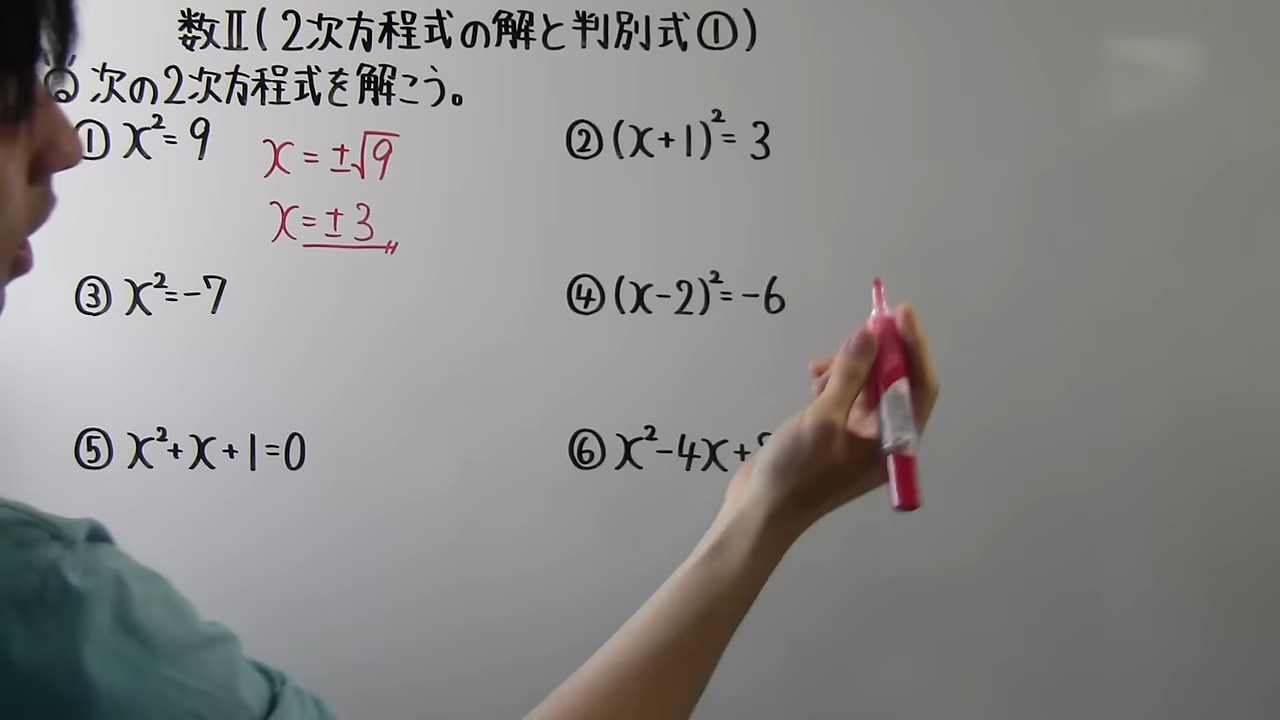 数Ⅱ(2次方程式の解と判別式①)
次の2次方程式を解こう。
① x²=9
x=±√9
x=±3
② (x+1)²=3
③ x²=-7
④ (x-2)²=-6
⑤ x²+x+1=0
⑥ x²-4x+